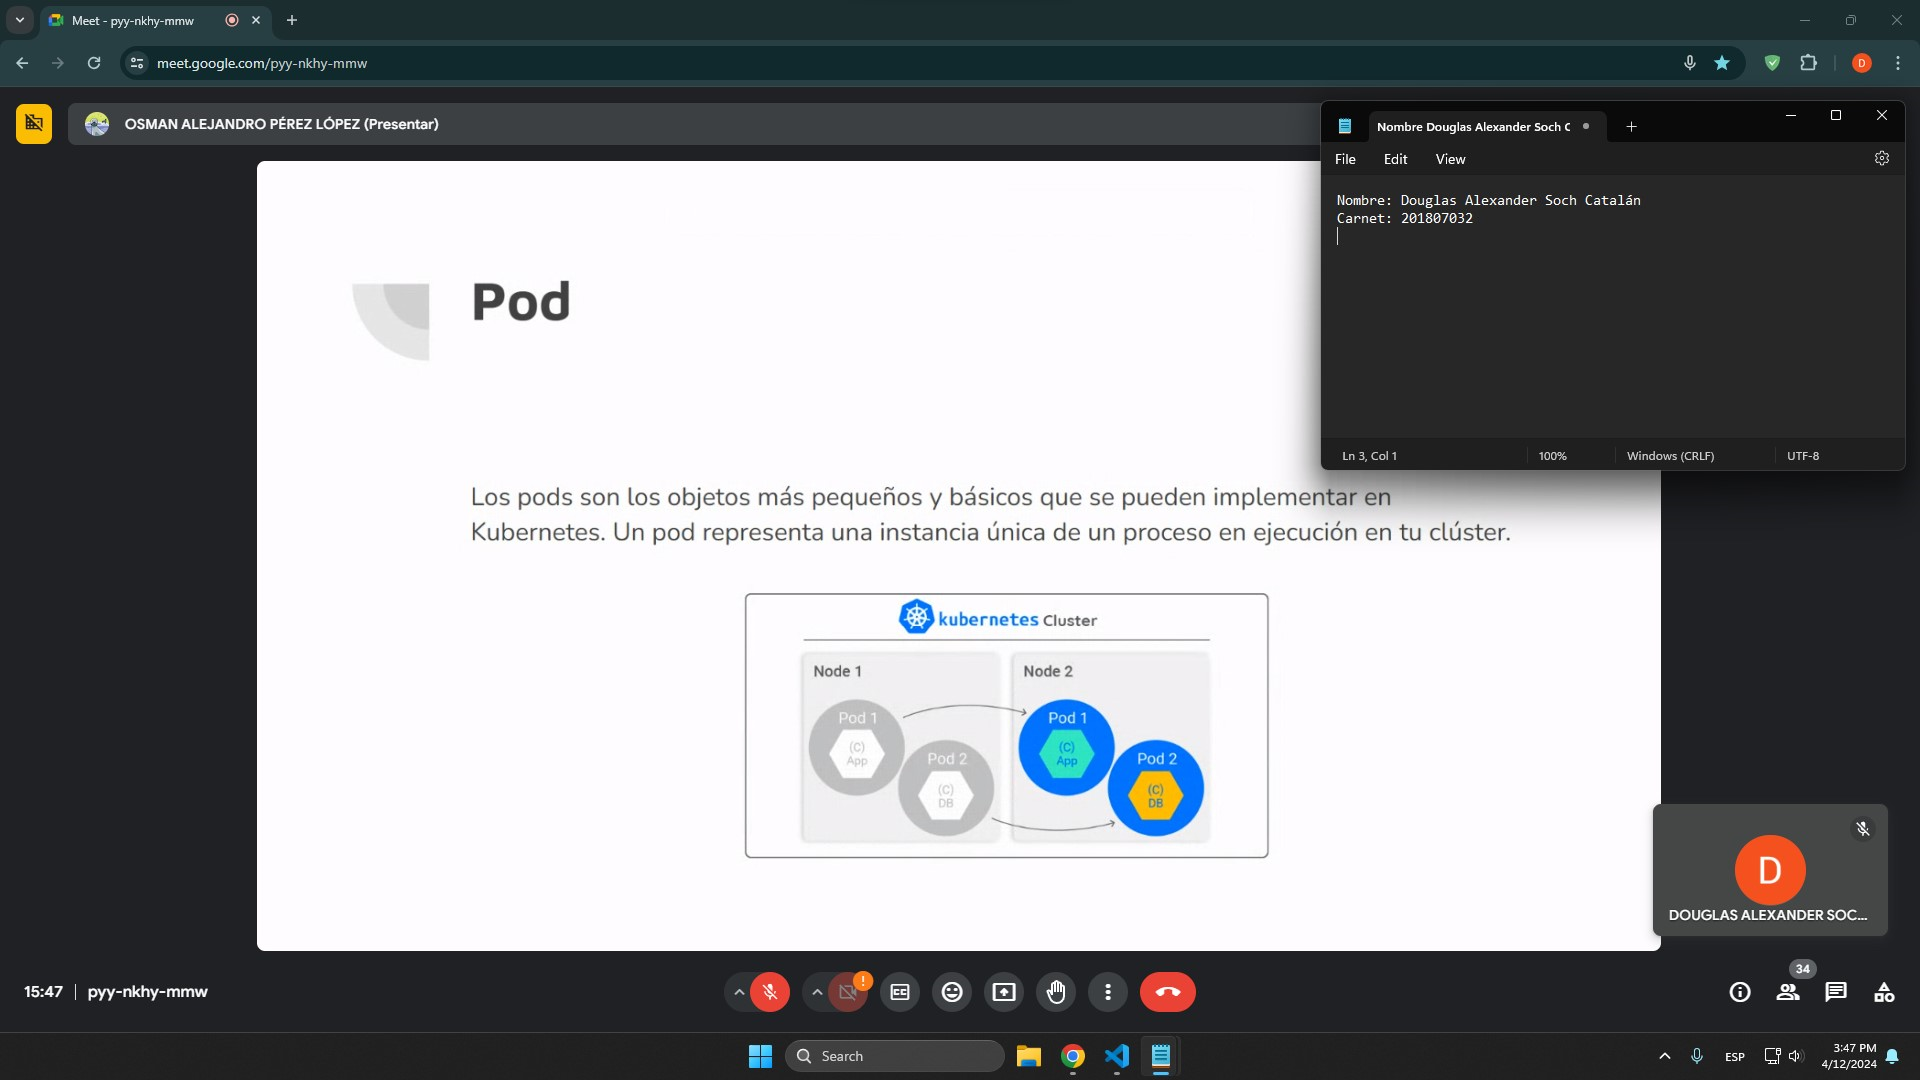 Meet - pyy-nkhy-mmw
meet.google.com/pyy-nkhy-mmw
D
OSMAN ALEJANDRO PÉREZ LÓPEZ (Presentar)
Nombre Douglas Alexander Soch C
File Edit View
Nombre: Douglas Alexander Soch Catalán
Carnet: 201807032
Ln 3, Col 1 100% Windows (CRLF) UTF-8
Pod
Los pods son los objetos más pequeños y básicos que se pueden implementar en
Kubernetes. Un pod representa una instancia única de un proceso en ejecución en tu clúster.
kubernetes Cluster
Node 1
Pod 1
(C)
App
Pod 2
(C)
DB
Node 2
Pod 1
(C)
App
Pod 2
(C)
DB
D
DOUGLAS ALEXANDER SOC...
15:47 | pyy-nkhy-mmw
!
CC
34
Search
ESP
3:47 PM
4/12/2024